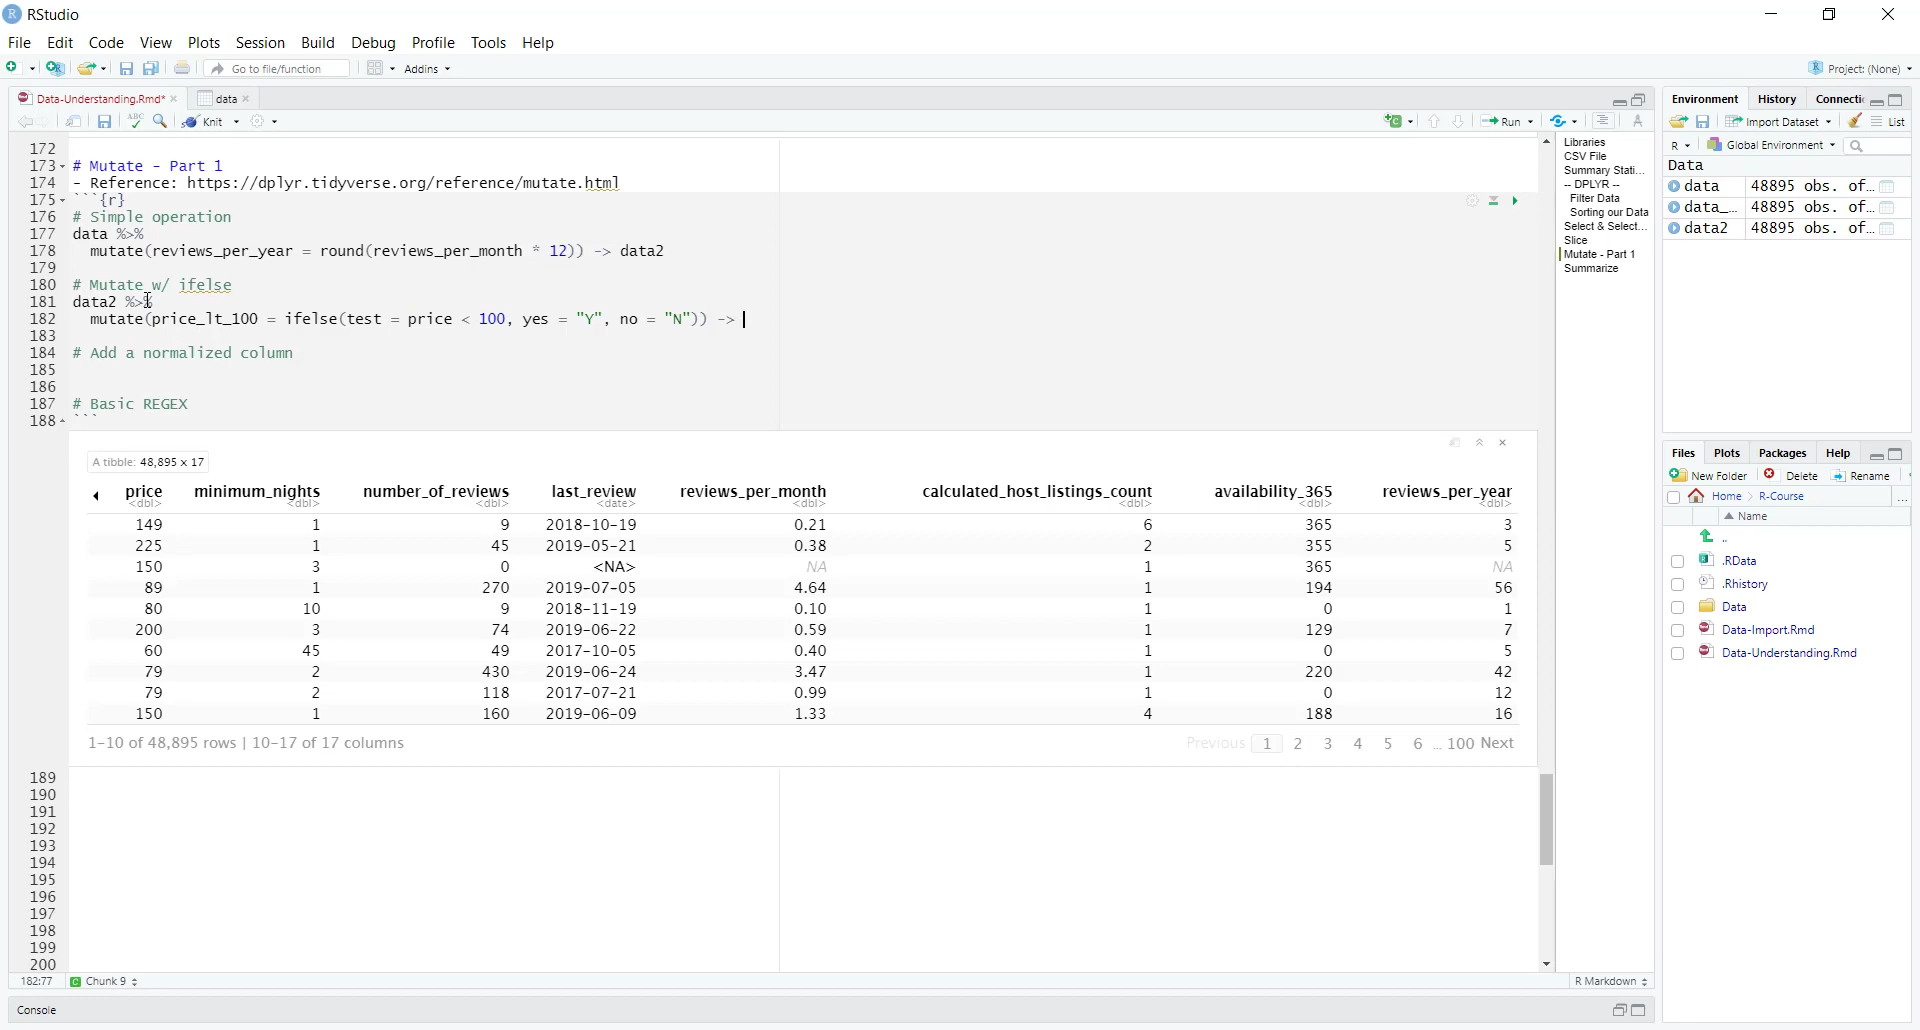 RStudio
File Edit Code View Plots Session Build Debug Profile Tools Help
Go to file/function Addins Project: (None)
Data-Understanding.Rmd* data
ABC Knit Run
172
173 # Mutate - Part 1
174 - Reference: https://dplyr.tidyverse.org/reference/mutate.html
175 ```{r}
176 # Simple operation
177 data %>%
178 mutate(reviews_per_year = round(reviews_per_month * 12)) -> data2
179
180 # Mutate w/ ifelse
181 data2 %>%
182 mutate(price_lt_100 = ifelse(test = price < 100, yes = "Y", no = "N")) ->
183
184 # Add a normalized column
185
186
187 # Basic REGEX
188 ```
A tibble: 48,895 x 17
price minimum_nights number_of_reviews last_review reviews_per_month calculated_host_listings_count availability_365 reviews_per_year
<dbl> <dbl> <dbl> <date> <dbl> <dbl> <dbl> <dbl>
149 1 9 2018-10-19 0.21 6 365 3
225 1 45 2019-05-21 0.38 2 355 5
150 3 0 <NA> NA 1 365 NA
89 1 270 2019-07-05 4.64 1 194 56
80 10 9 2018-11-19 0.10 1 0 1
200 3 74 2019-06-22 0.59 1 129 7
60 45 49 2017-10-05 0.40 1 0 5
79 2 430 2019-06-24 3.47 1 220 42
79 2 118 2017-07-21 0.99 1 0 12
150 1 160 2019-06-09 1.33 4 188 16
1-10 of 48,895 rows | 10-17 of 17 columns
Previous 1 2 3 4 5 6 ... 100 Next
189
190
191
192
193
194
195
196
197
198
199
200
182:77 Chunk 9 R Markdown
Console
Libraries
CSV File
Summary Stati...
-- DPLYR --
Filter Data
Sorting our Data
Select & Select...
Slice
Mutate - Part 1
Summarize
Environment History Connectic
Import Dataset List
R Global Environment
Data
data 48895 obs. of...
data_... 48895 obs. of...
data2 48895 obs. of...
Files Plots Packages Help
New Folder Delete Rename
Home R-Course ...
Name
..
.RData
.Rhistory
Data
Data-Import.Rmd
Data-Understanding.Rmd